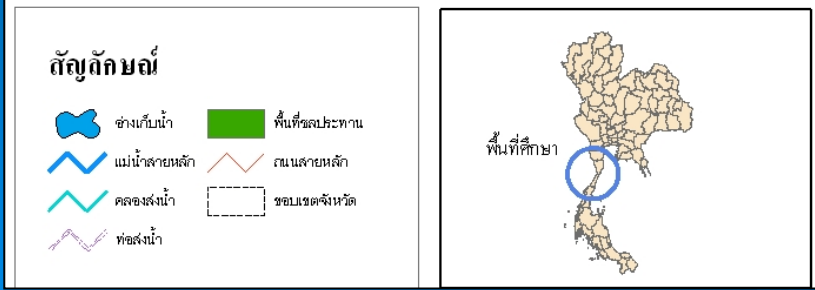 สัญลักษณ์
อ่างเก็บน้ำ
พื้นที่ชลประทาน
แม่น้ำสายหลัก
ถนนสายหลัก
คลองส่งน้ำ
ขอบเขตจังหวัด
ท่อส่งน้ำ
พื้นที่ศึกษา